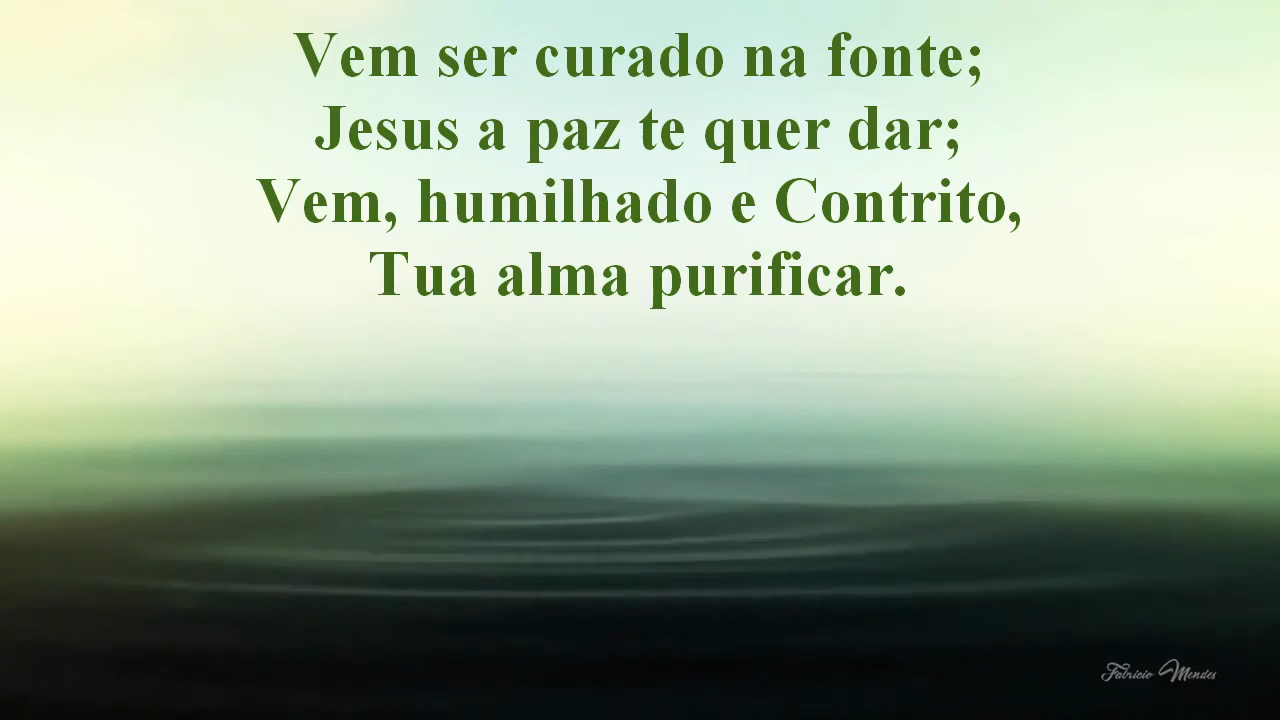 Vem ser curado na fonte;
Jesus a paz te quer dar;
Vem, humilhado e Contrito,
Tua alma purificar.
Fabricio Mendes